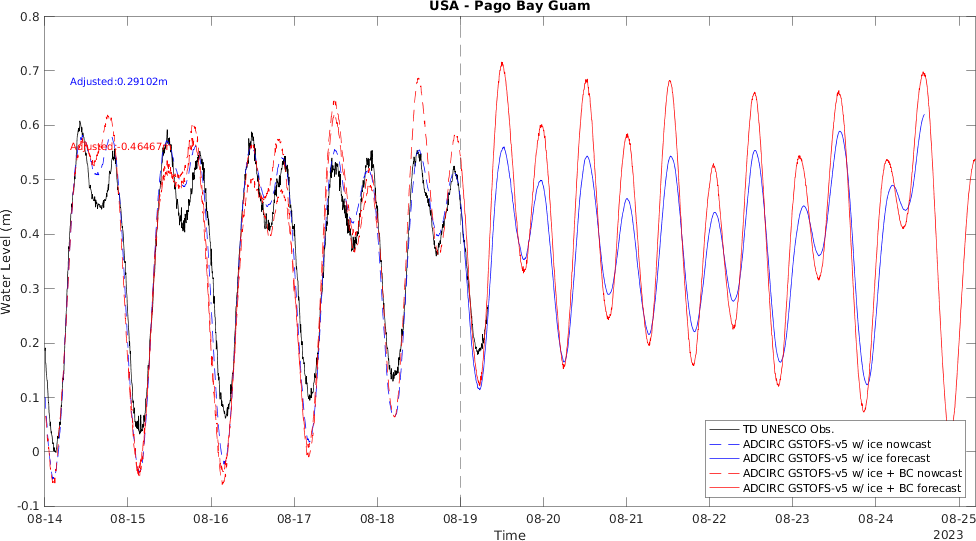 USA - Pago Bay Guam
0.8
0.7
Adjusted:0.29102m
0.6
Adjusted:-0.46467m
0.5
0.4
0.3
0.2
0.1
0
-0.1
Water Level (m)
TD UNESCO Obs.
ADCIRC GSTOFS-v5 w/ ice nowcast
ADCIRC GSTOFS-v5 w/ ice forecast
ADCIRC GSTOFS-v5 w/ ice + BC nowcast
ADCIRC GSTOFS-v5 w/ ice + BC forecast
08-14 08-15 08-16 08-17 08-18 08-19 08-20 08-21 08-22 08-23 08-24 08-25
Time
2023